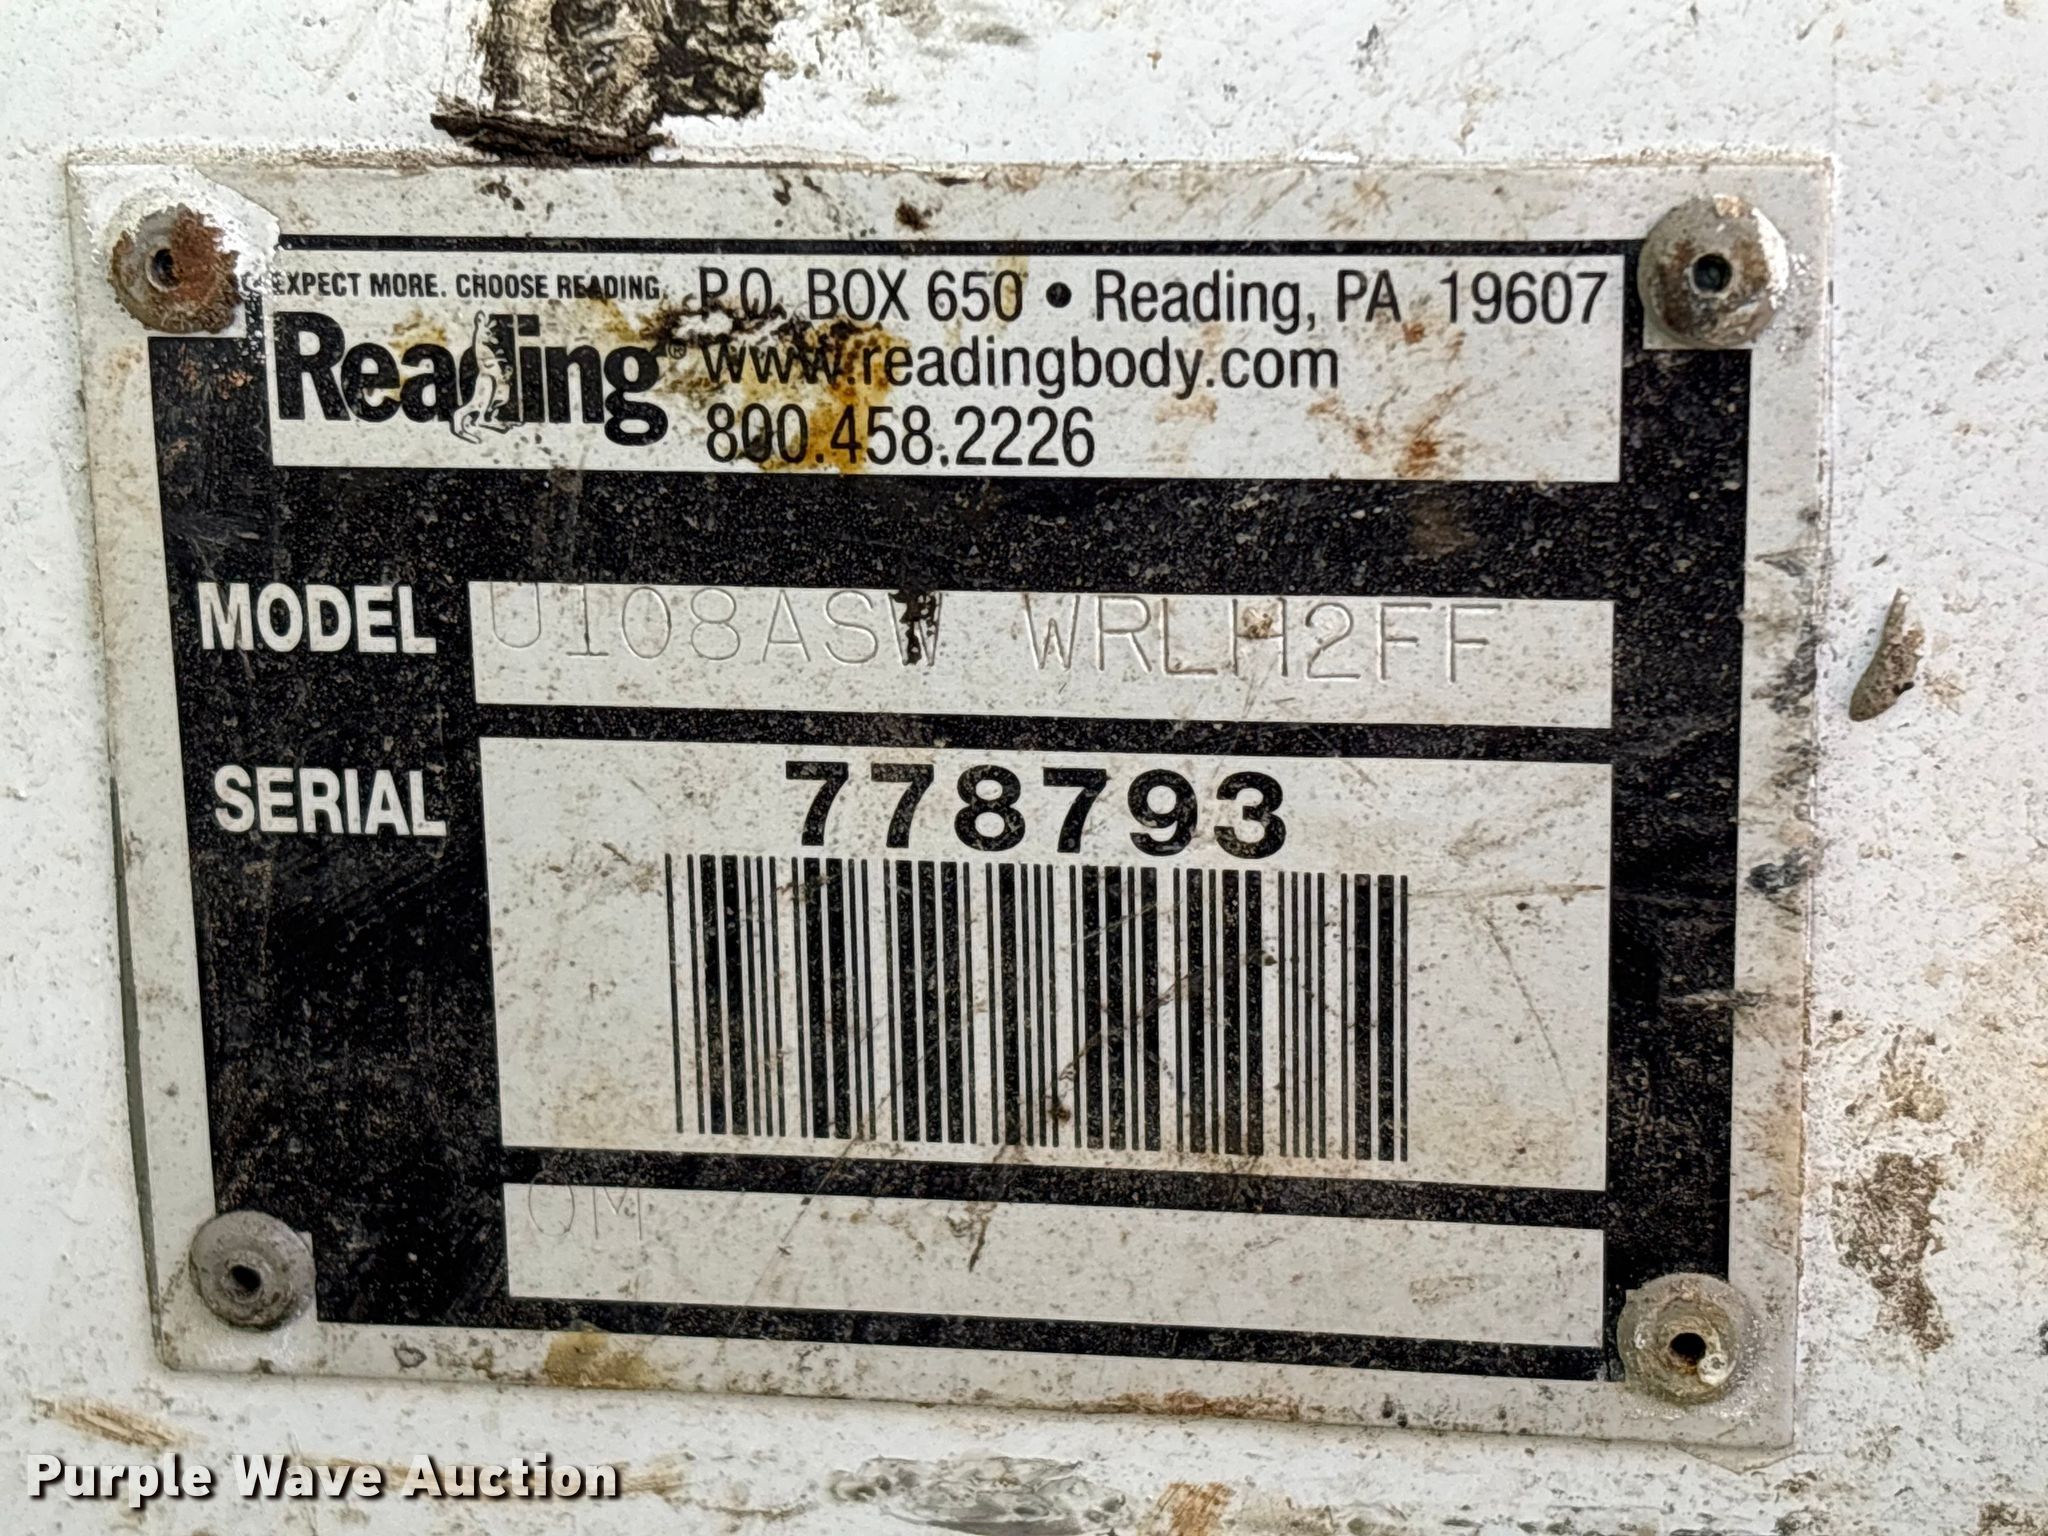 EXPECT MORE. CHOOSE READING.
Reading®
P.O. BOX 650 • Reading, PA 19607
www.readingbody.com
800.458.2226
MODEL U108ASW WRLH2FF
SERIAL 778793
OM
Purple Wave Auction